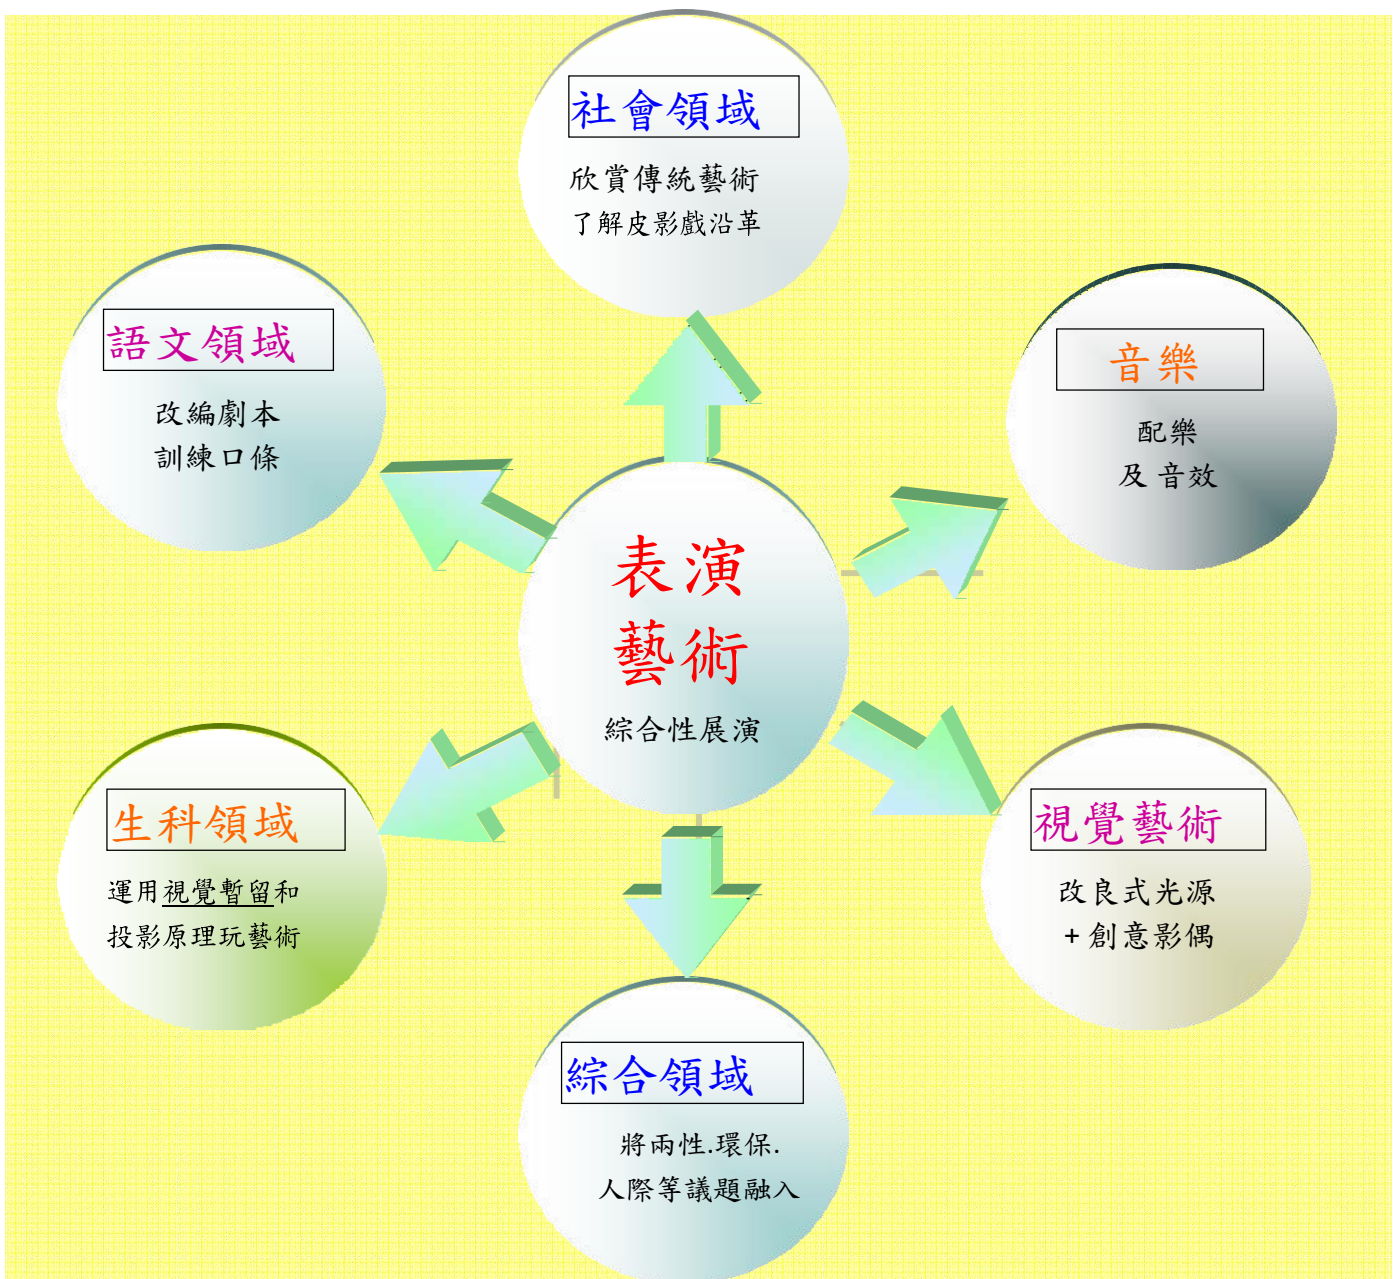 社會領域
欣賞傳統藝術
了解皮影戲沿革
語文領域
改編劇本
訓練口條
音樂
配樂
及 音效
表演
藝術
綜合性展演
生科領域
運用視覺暫留和
投影原理玩藝術
視覺藝術
改良式光源
+ 創意影偶
綜合領域
將兩性.環保.
人際等議題融入